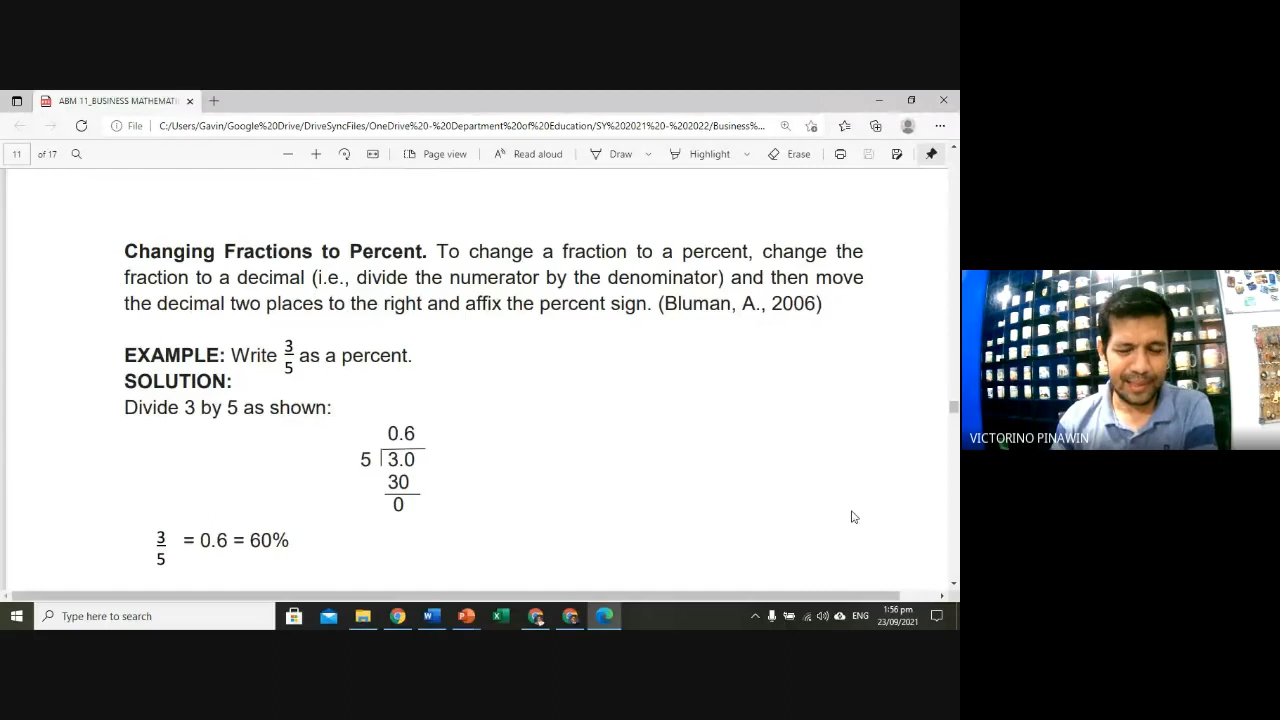 ABM 11_BUSINESS MATHEMATI
File
C:/Users/Gavin/Google%20Drive/DriveSyncFiles/OneDrive%20-%20Department%20of%20Education/SY%202021%20-%202022/Business%...
11 of 17
Page view
Read aloud
Draw
Highlight
Erase
Changing Fractions to Percent. To change a fraction to a percent, change the
fraction to a decimal (i.e., divide the numerator by the denominator) and then move
the decimal two places to the right and affix the percent sign. (Bluman, A., 2006)
EXAMPLE: Write 3/5 as a percent.
SOLUTION:
Divide 3 by 5 as shown:
0.6
5 3.0
30
0
3/5 = 0.6 = 60%
VICTORINO PINAWIN
Type here to search
ENG
1:56 pm
23/09/2021